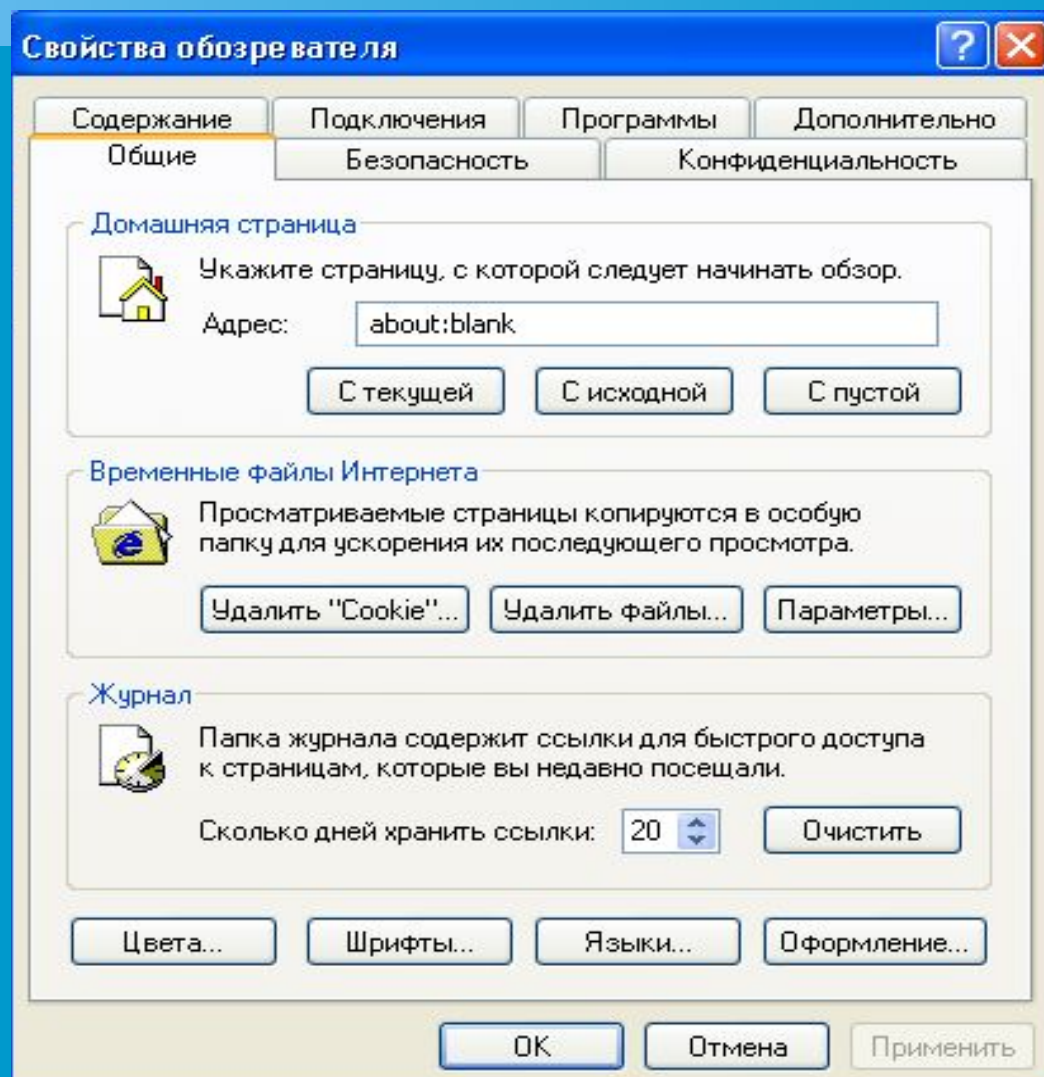 Свойства обозревателя
Содержание Подключения Программы Дополнительно
Общие Безопасность Конфиденциальность
Домашняя страница
Укажите страницу, с которой следует начинать обзор.
Адрес: about:blank
С текущей С исходной С пустой
Временные файлы Интернета
Просматриваемые страницы копируются в особую
папку для ускорения их последующего просмотра.
Удалить "Cookie"... Удалить файлы... Параметры...
Журнал
Папка журнала содержит ссылки для быстрого доступа
к страницам, которые вы недавно посещали.
Сколько дней хранить ссылки: 20 Очистить
Цвета... Шрифты... Языки... Оформление...
OK Отмена Применить